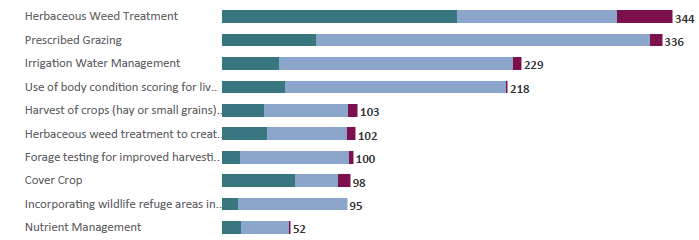 Herbaceous Weed Treatment 344
Prescribed Grazing 336
Irrigation Water Management 229
Use of body condition scoring for liv.. 218
Harvest of crops (hay or small grains).. 103
Herbaceous weed treatment to creat.. 102
Forage testing for improved harvesti.. 100
Cover Crop 98
Incorporating wildlife refuge areas in.. 95
Nutrient Management 52